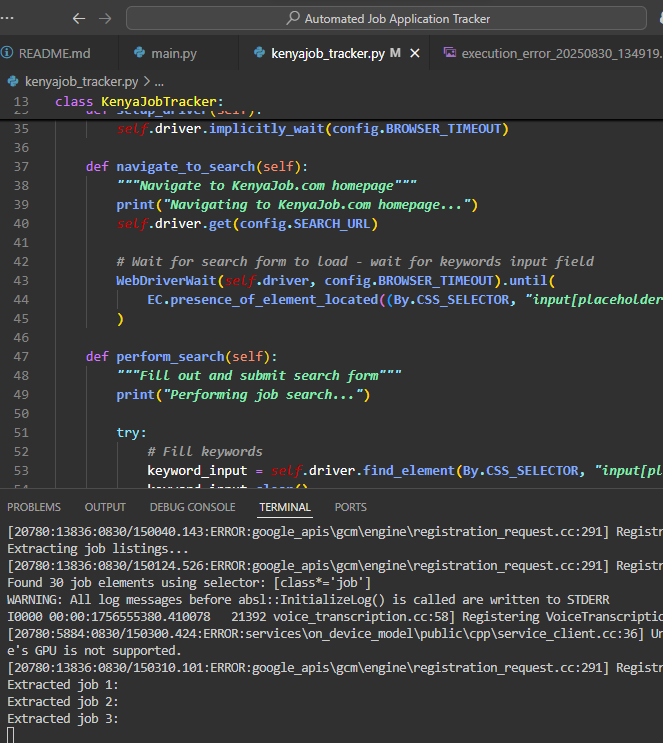 Automated Job Application Tracker
README.md
main.py
kenyajob_tracker.py M
execution_error_20250830_134919.
kenyajob_tracker.py > ...
13 class KenyaJobTracker:
35 self.driver.implicitly_wait(config.BROWSER_TIMEOUT)
36
37 def navigate_to_search(self):
38 """Navigate to KenyaJob.com homepage"""
39 print("Navigating to KenyaJob.com homepage...")
40 self.driver.get(config.SEARCH_URL)
41
42 # Wait for search form to load - wait for keywords input field
43 WebDriverWait(self.driver, config.BROWSER_TIMEOUT).until(
44 EC.presence_of_element_located((By.CSS_SELECTOR, "input[placeholder
45 )
46
47 def perform_search(self):
48 """Fill out and submit search form"""
49 print("Performing job search...")
50
51 try:
52 # Fill keywords
53 keyword_input = self.driver.find_element(By.CSS_SELECTOR, "input[pl
PROBLEMS OUTPUT DEBUG CONSOLE TERMINAL PORTS
[20780:13836:0830/150040.143:ERROR:google_apis\gcm\engine\registration_request.cc:291] Registr
Extracting job listings...
[20780:13836:0830/150124.526:ERROR:google_apis\gcm\engine\registration_request.cc:291] Registr
Found 30 job elements using selector: [class*='job']
WARNING: All log messages before absl::InitializeLog() is called are written to STDERR
I0000 00:00:1756555380.410078 21392 voice_transcription.cc:58] Registering VoiceTranscriptio
[20780:5884:0830/150300.424:ERROR:services\on_device_model\public\cpp\service_client.cc:36] Un
e's GPU is not supported.
[20780:13836:0830/150310.101:ERROR:google_apis\gcm\engine\registration_request.cc:291] Registr
Extracted job 1:
Extracted job 2:
Extracted job 3: